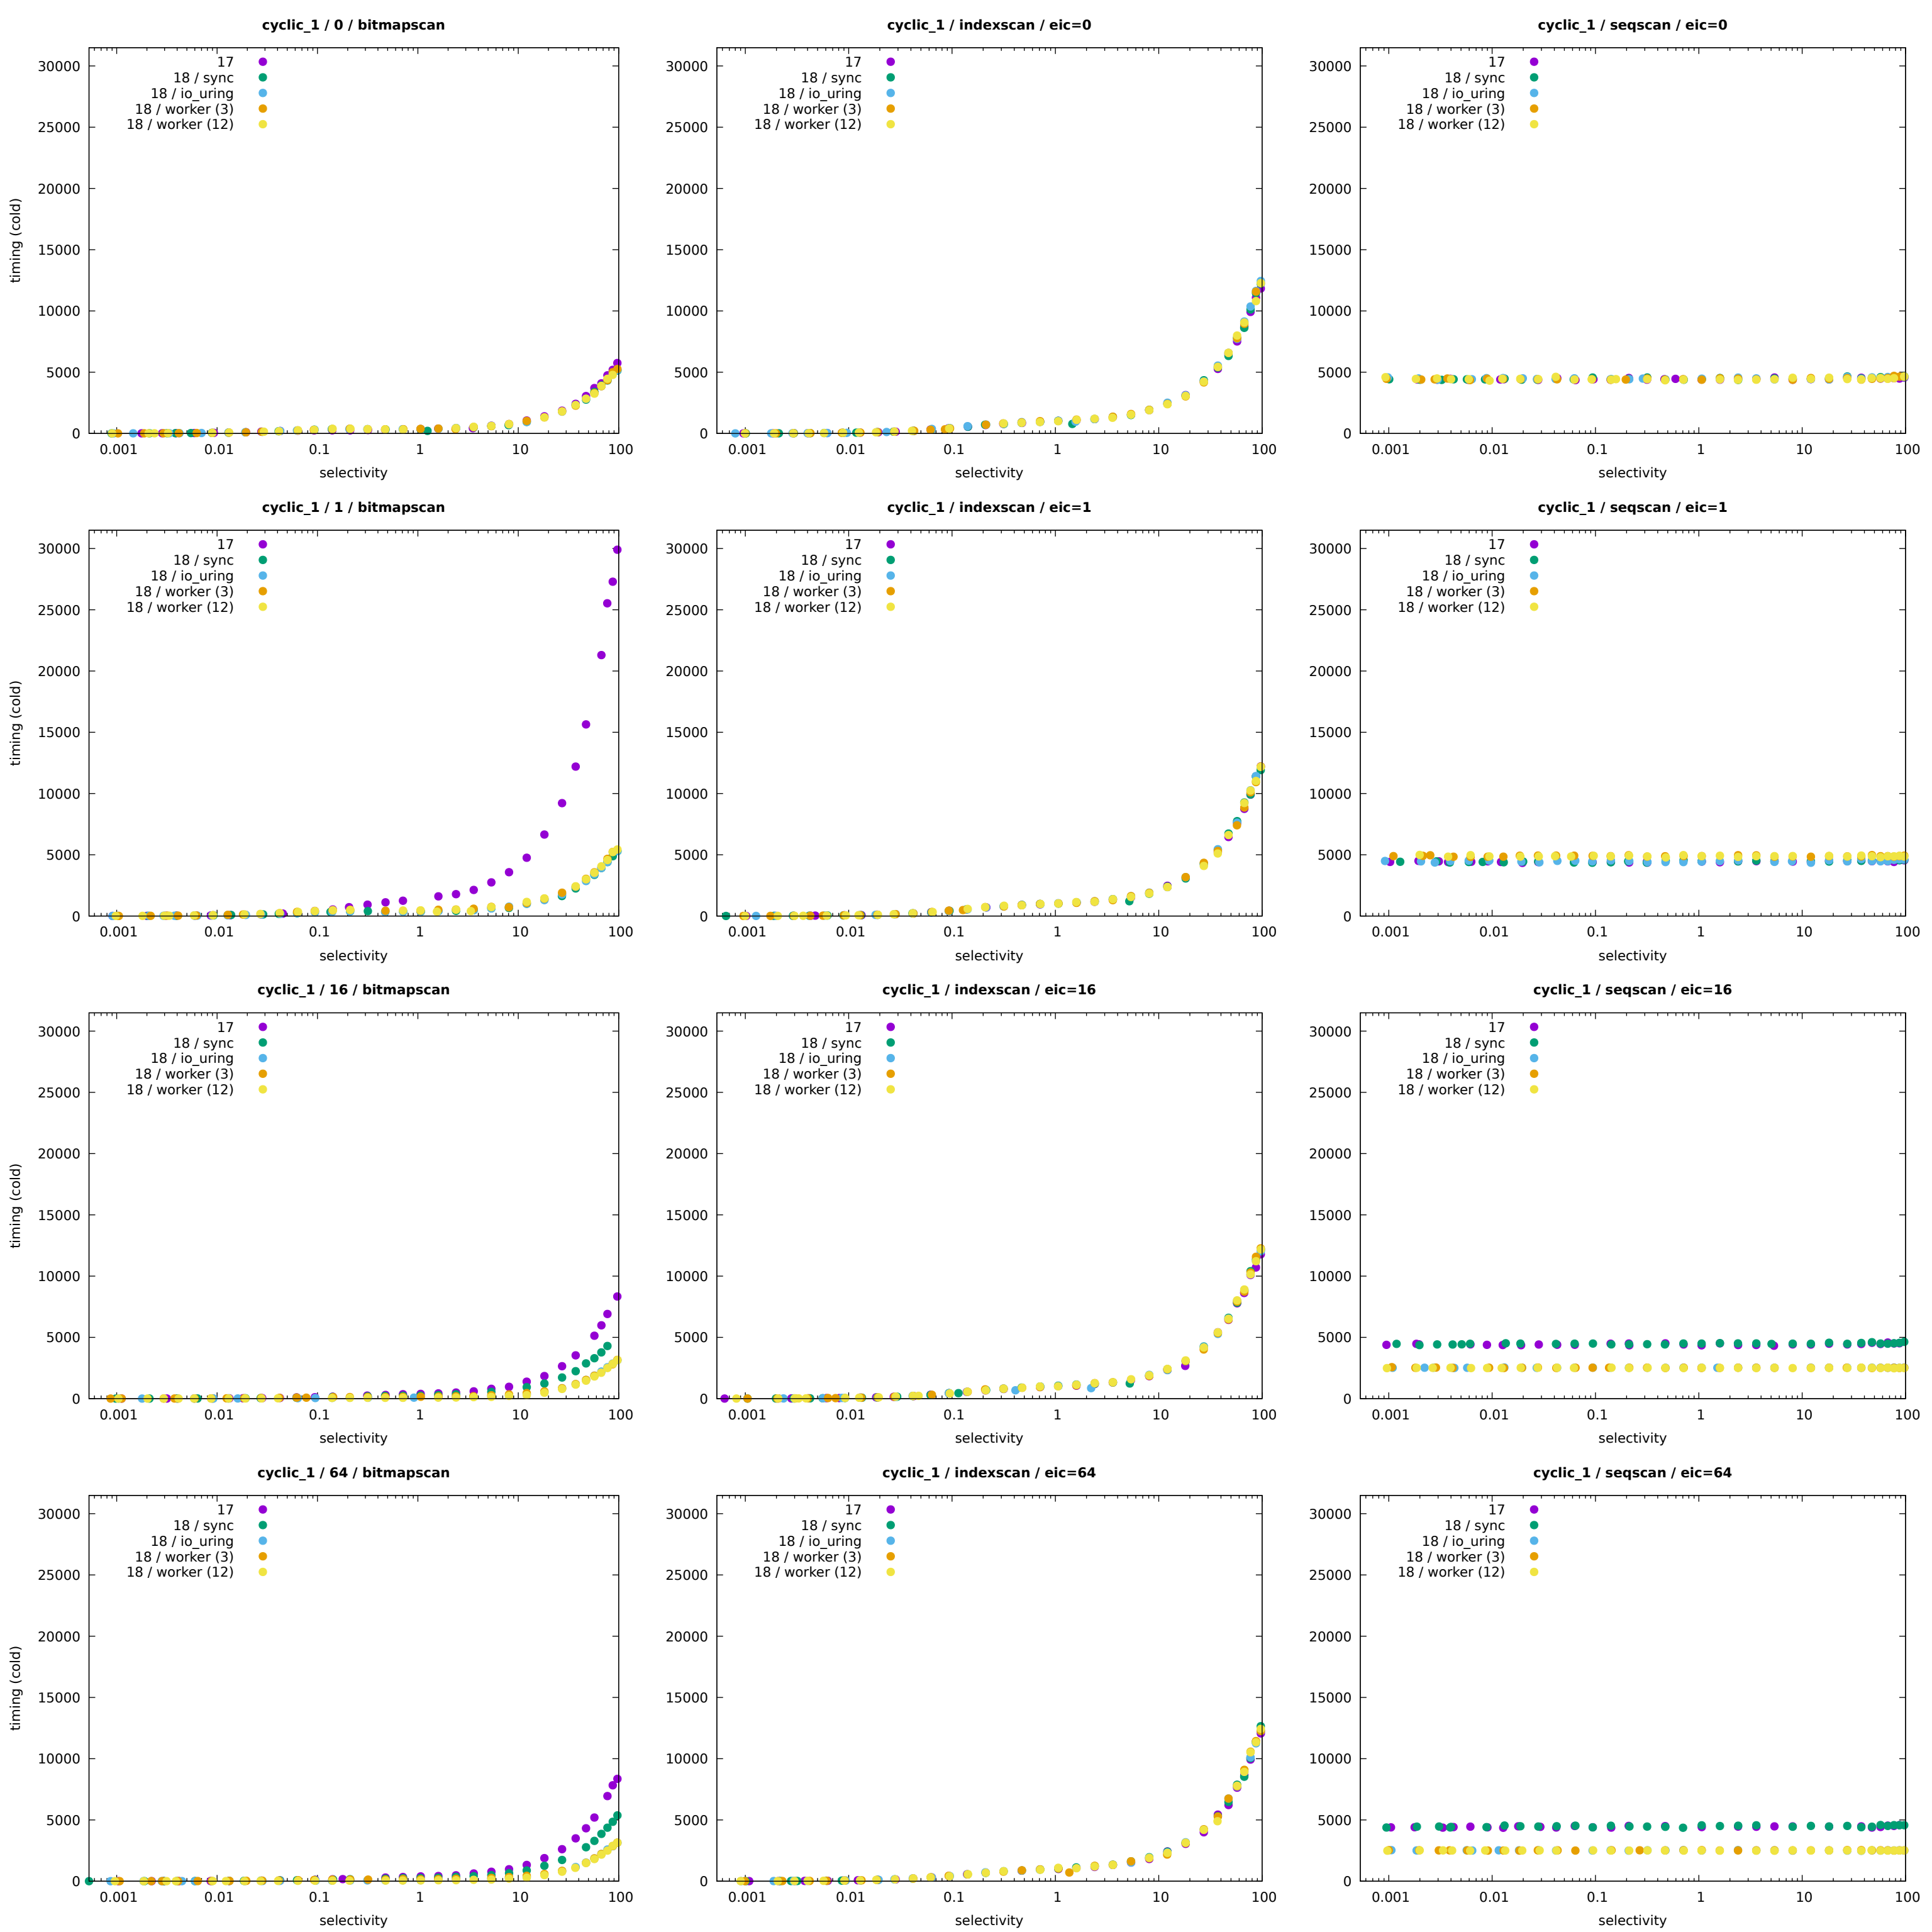 cyclic_1 / 0 / bitmapscan
30000
25000
20000
15000
10000
5000
0
timing (cold)
17
18 / sync
18 / io_uring
18 / worker (3)
18 / worker (12)
0.001
0.01
0.1
1
10
100
selectivity
cyclic_1 / indexscan / eic=0
30000
25000
20000
15000
10000
5000
0
17
18 / sync
18 / io_uring
18 / worker (3)
18 / worker (12)
0.001
0.01
0.1
1
10
100
selectivity
cyclic_1 / seqscan / eic=0
30000
25000
20000
15000
10000
5000
0
17
18 / sync
18 / io_uring
18 / worker (3)
18 / worker (12)
0.001
0.01
0.1
1
10
100
selectivity
cyclic_1 / 1 / bitmapscan
30000
25000
20000
15000
10000
5000
0
timing (cold)
17
18 / sync
18 / io_uring
18 / worker (3)
18 / worker (12)
0.001
0.01
0.1
1
10
100
selectivity
cyclic_1 / indexscan / eic=1
30000
25000
20000
15000
10000
5000
0
17
18 / sync
18 / io_uring
18 / worker (3)
18 / worker (12)
0.001
0.01
0.1
1
10
100
selectivity
cyclic_1 / seqscan / eic=1
30000
25000
20000
15000
10000
5000
0
17
18 / sync
18 / io_uring
18 / worker (3)
18 / worker (12)
0.001
0.01
0.1
1
10
100
selectivity
cyclic_1 / 16 / bitmapscan
30000
25000
20000
15000
10000
5000
0
timing (cold)
17
18 / sync
18 / io_uring
18 / worker (3)
18 / worker (12)
0.001
0.01
0.1
1
10
100
selectivity
cyclic_1 / indexscan / eic=16
30000
25000
20000
15000
10000
5000
0
17
18 / sync
18 / io_uring
18 / worker (3)
18 / worker (12)
0.001
0.01
0.1
1
10
100
selectivity
cyclic_1 / seqscan / eic=16
30000
25000
20000
15000
10000
5000
0
17
18 / sync
18 / io_uring
18 / worker (3)
18 / worker (12)
0.001
0.01
0.1
1
10
100
selectivity
cyclic_1 / 64 / bitmapscan
30000
25000
20000
15000
10000
5000
0
timing (cold)
17
18 / sync
18 / io_uring
18 / worker (3)
18 / worker (12)
0.001
0.01
0.1
1
10
100
selectivity
cyclic_1 / indexscan / eic=64
30000
25000
20000
15000
10000
5000
0
17
18 / sync
18 / io_uring
18 / worker (3)
18 / worker (12)
0.001
0.01
0.1
1
10
100
selectivity
cyclic_1 / seqscan / eic=64
30000
25000
20000
15000
10000
5000
0
17
18 / sync
18 / io_uring
18 / worker (3)
18 / worker (12)
0.001
0.01
0.1
1
10
100
selectivity